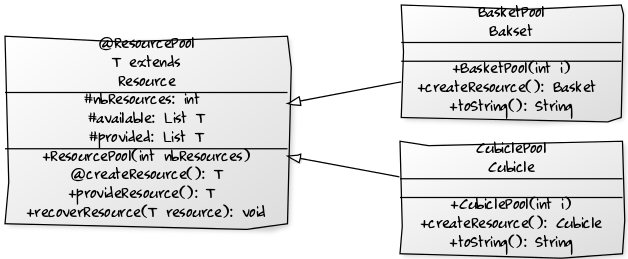 @ResourcePool
T extends
Resource
#nbResources: int
#available: List T
#provided: List T
+ResourcePool(int nbResources)
@createResource(): T
+provideResource(): T
+recoverResource(T resource): void
BasketPool
Bakset
+BasketPool(int i)
+createResource(): Basket
+toString(): String
CubiclePool
Cubicle
+CubiclePool(int i)
+createResource(): Cubicle
+toString(): String